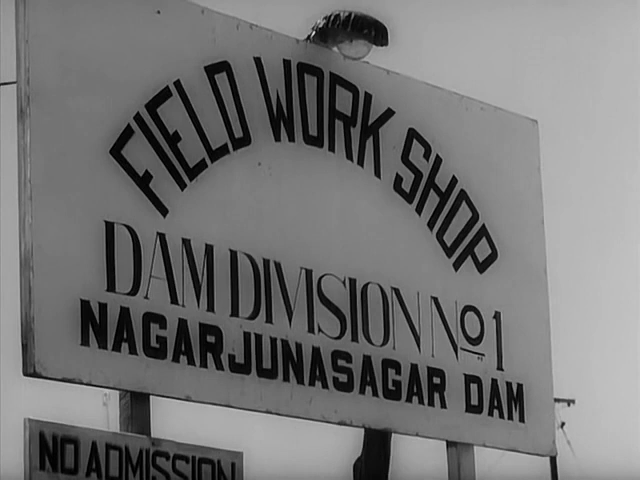 FIELD WORK SHOP
DAM DIVISION No 1
NAGARJUNASAGAR DAM
NO ADMISSION